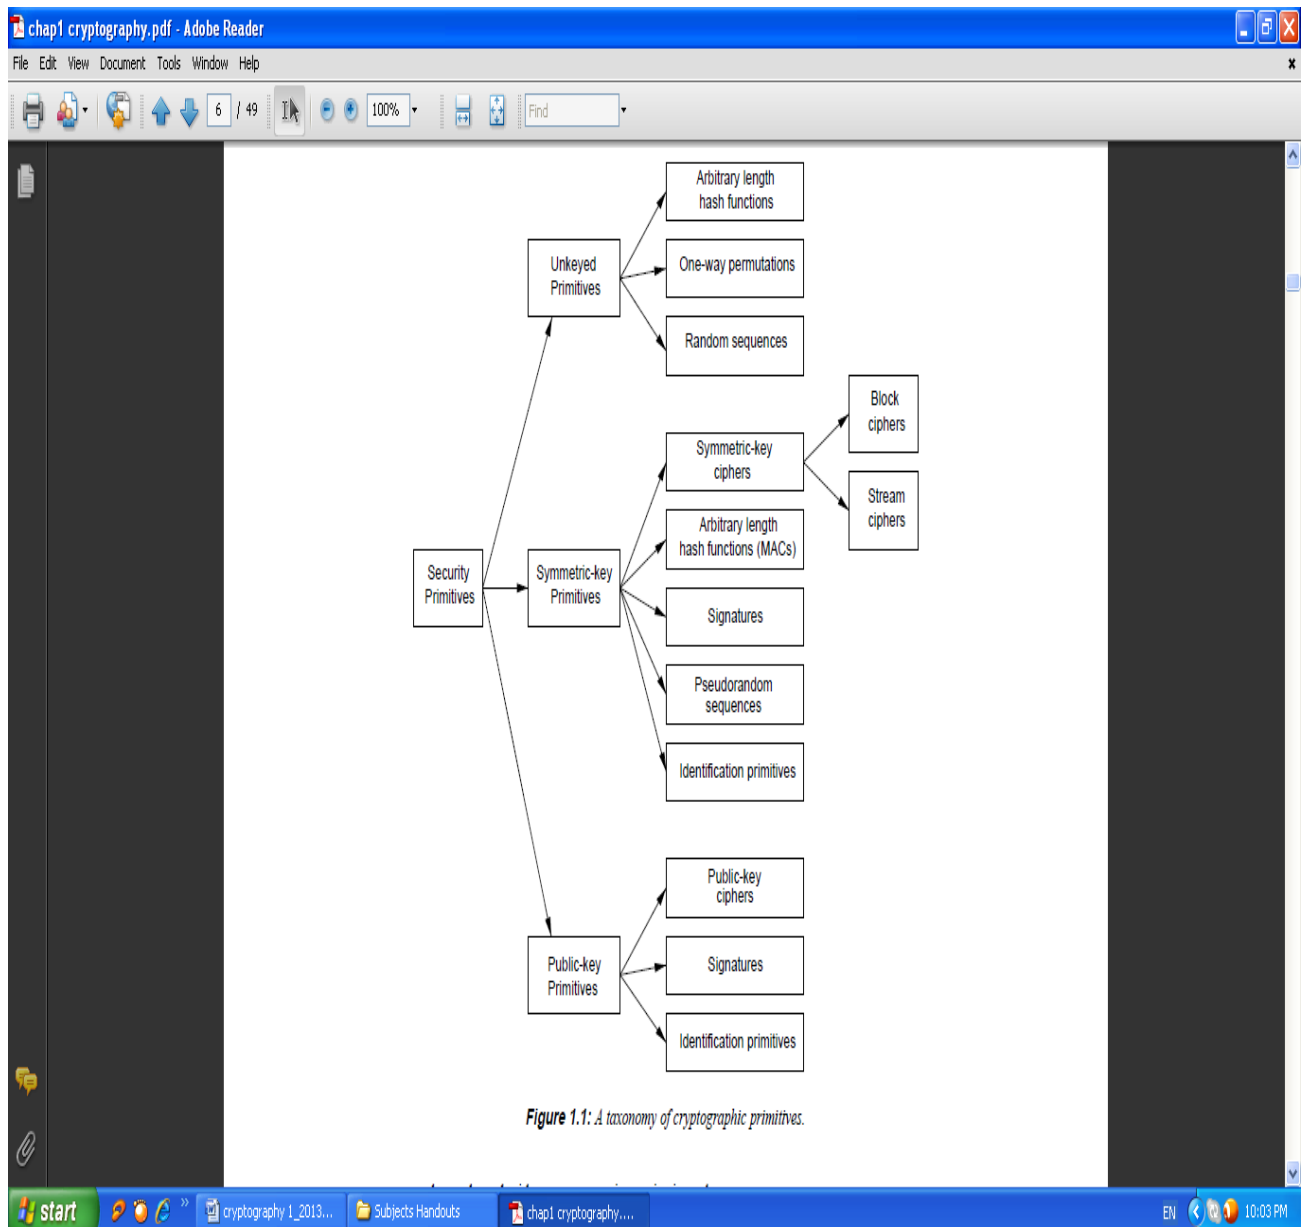 chap1 cryptography.pdf - Adobe Reader
File Edit View Document Tools Window Help
6 / 49 100% Find
Arbitrary length
hash functions
Unkeyed
Primitives
One-way permutations
Random sequences
Block
ciphers
Symmetric-key
ciphers
Stream
ciphers
Arbitrary length
hash functions (MACs)
Security
Primitives
Symmetric-key
Primitives
Signatures
Pseudorandom
sequences
Identification primitives
Public-key
ciphers
Public-key
Primitives
Signatures
Identification primitives
Figure 1.1: A taxonomy of cryptographic primitives.
start cryptography 1_2013... Subjects Handouts chap1 cryptography.... EN 10:03 PM